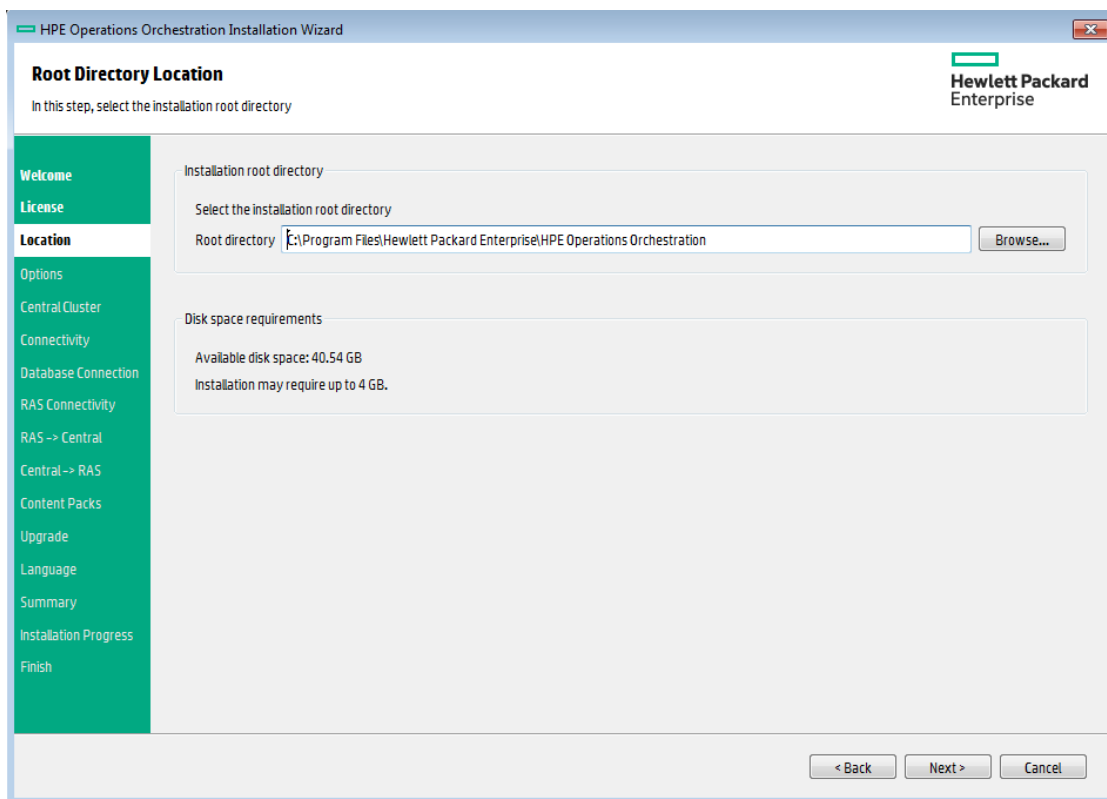 HPE Operations Orchestration Installation Wizard
Root Directory Location
In this step, select the installation root directory
Hewlett Packard
Enterprise
Welcome
License
Location
Options
Central Cluster
Connectivity
Database Connection
RAS Connectivity
RAS -> Central
Central -> RAS
Content Packs
Upgrade
Language
Summary
Installation Progress
Finish
Installation root directory
Select the installation root directory
Root directory C:\Program Files\Hewlett Packard Enterprise\HPE Operations Orchestration Browse...
Disk space requirements
Available disk space: 40.54 GB
Installation may require up to 4 GB.
< Back Next > Cancel